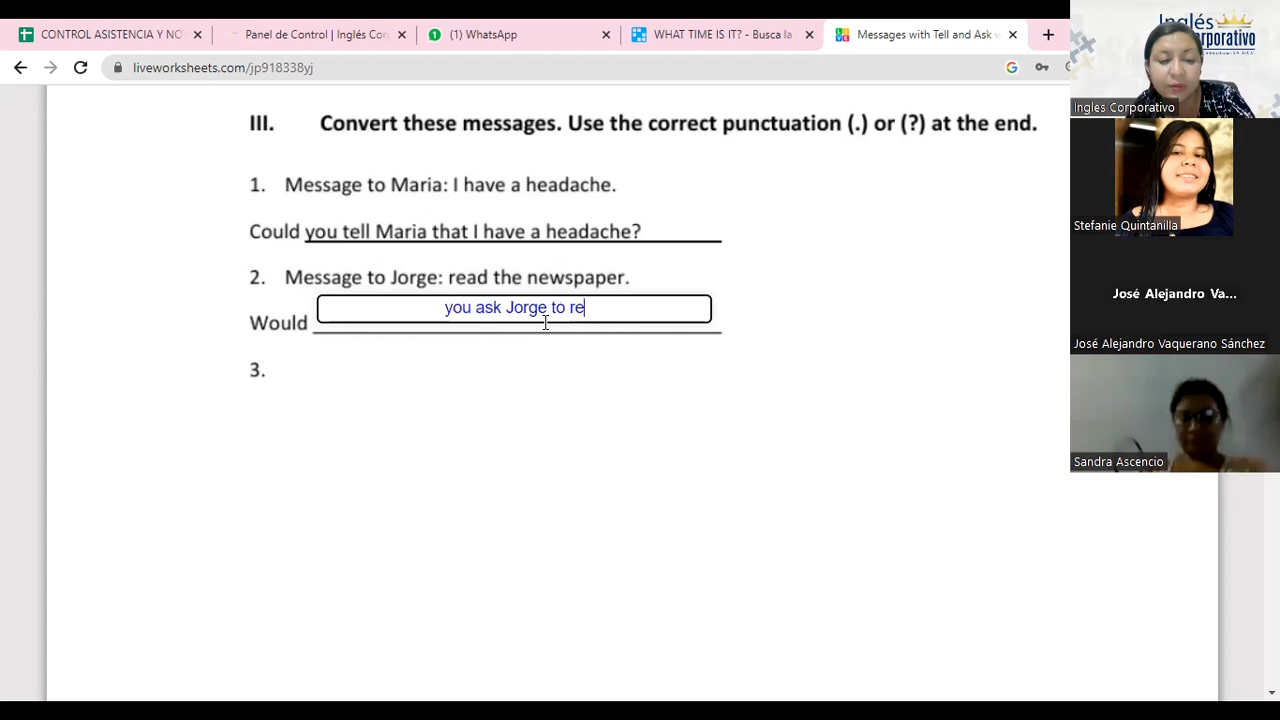 CONTROL ASISTENCIA Y NO
Panel de Control | Inglés Cor
(1) WhatsApp
WHAT TIME IS IT? - Busca
Messages with Tell and Ask w
liveworksheets.com/jp918338yj
Inglés
Corporativo
Ingles Corporativo
III. Convert these messages. Use the correct punctuation (.) or (?) at the end.
1. Message to Maria: I have a headache.
Could you tell Maria that I have a headache?
2. Message to Jorge: read the newspaper.
you ask Jorge to re
Would
3.
Stefanie Quintanilla
José Alejandro Va...
José Alejandro Vaquerano Sánchez
Sandra Ascencio